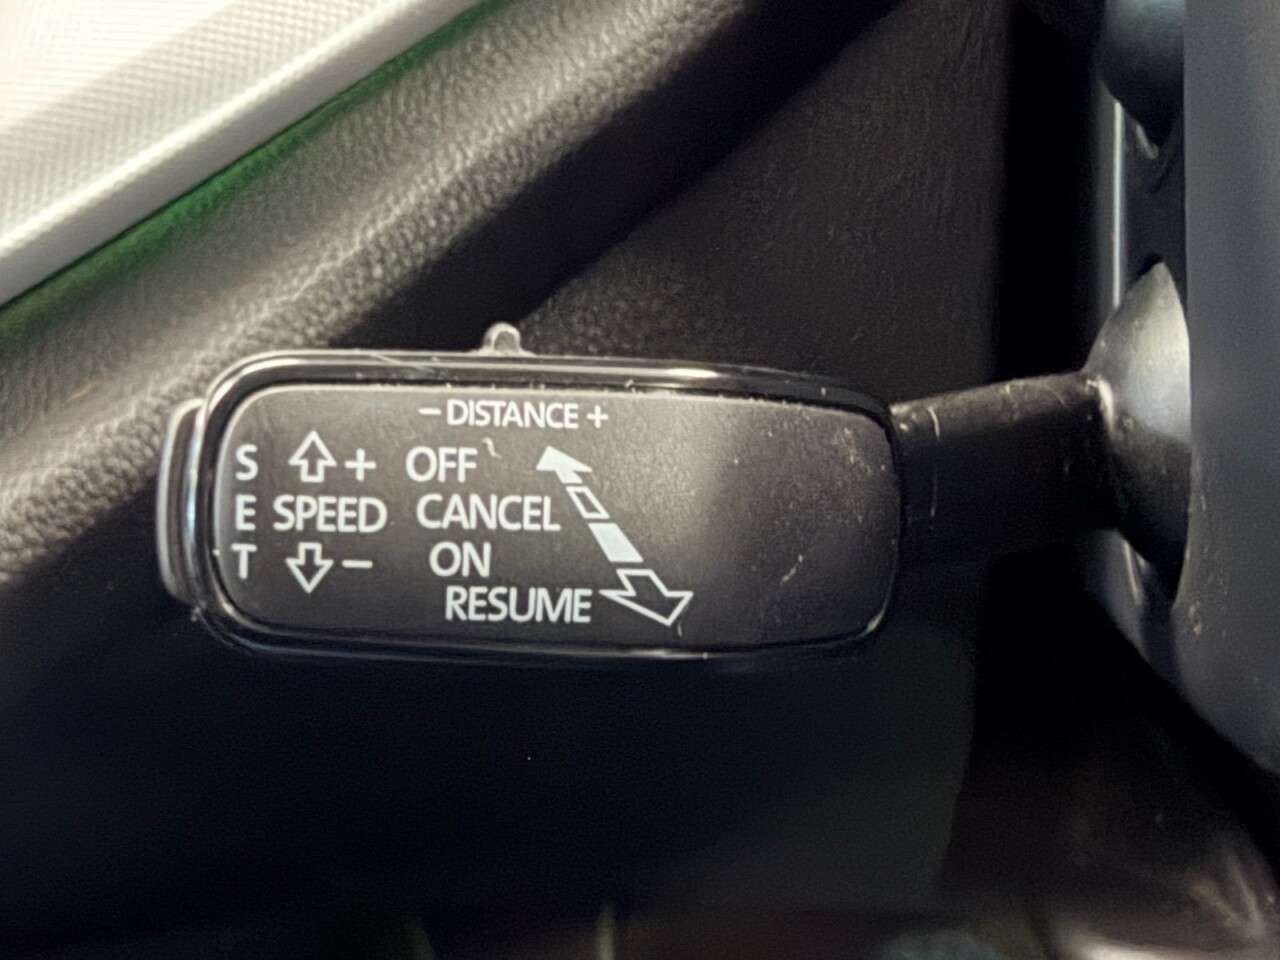 − DISTANCE +
S + OFF
E SPEED CANCEL
T − ON
RESUME